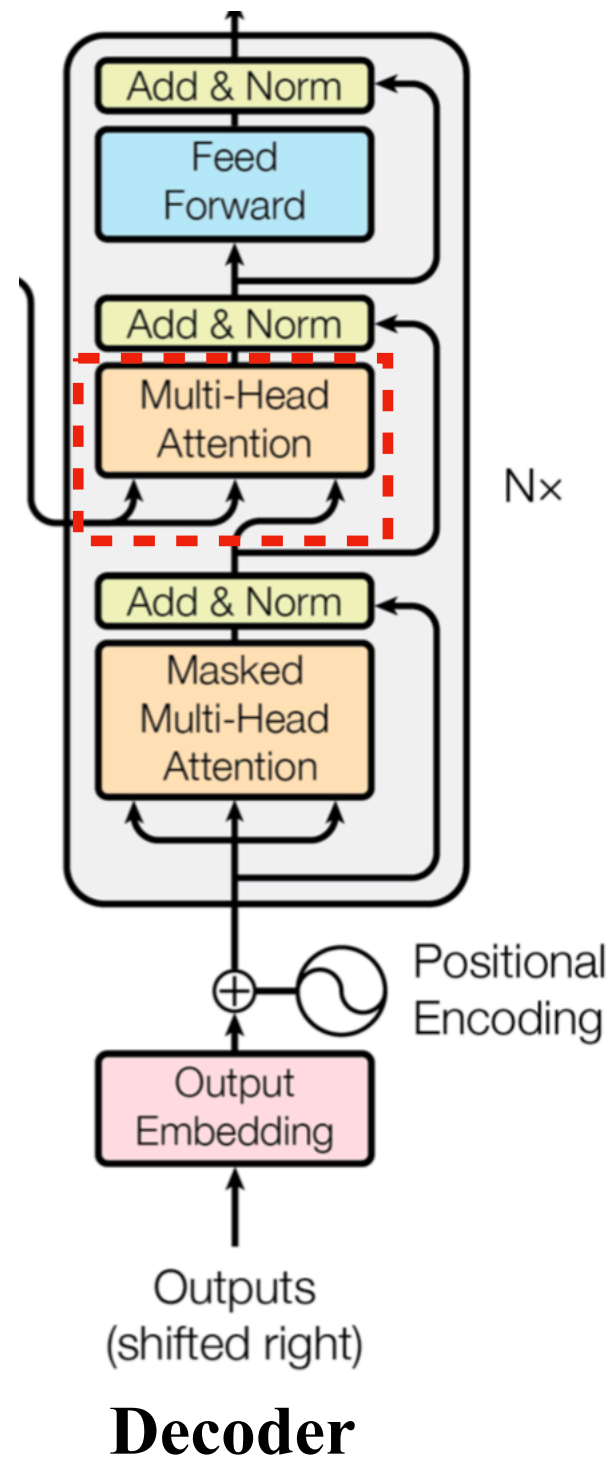 Add & Norm
Feed
Forward
Add & Norm
Multi-Head
Attention
N×
Add & Norm
Masked
Multi-Head
Attention
Positional
Encoding
Output
Embedding
Outputs
(shifted right)
Decoder